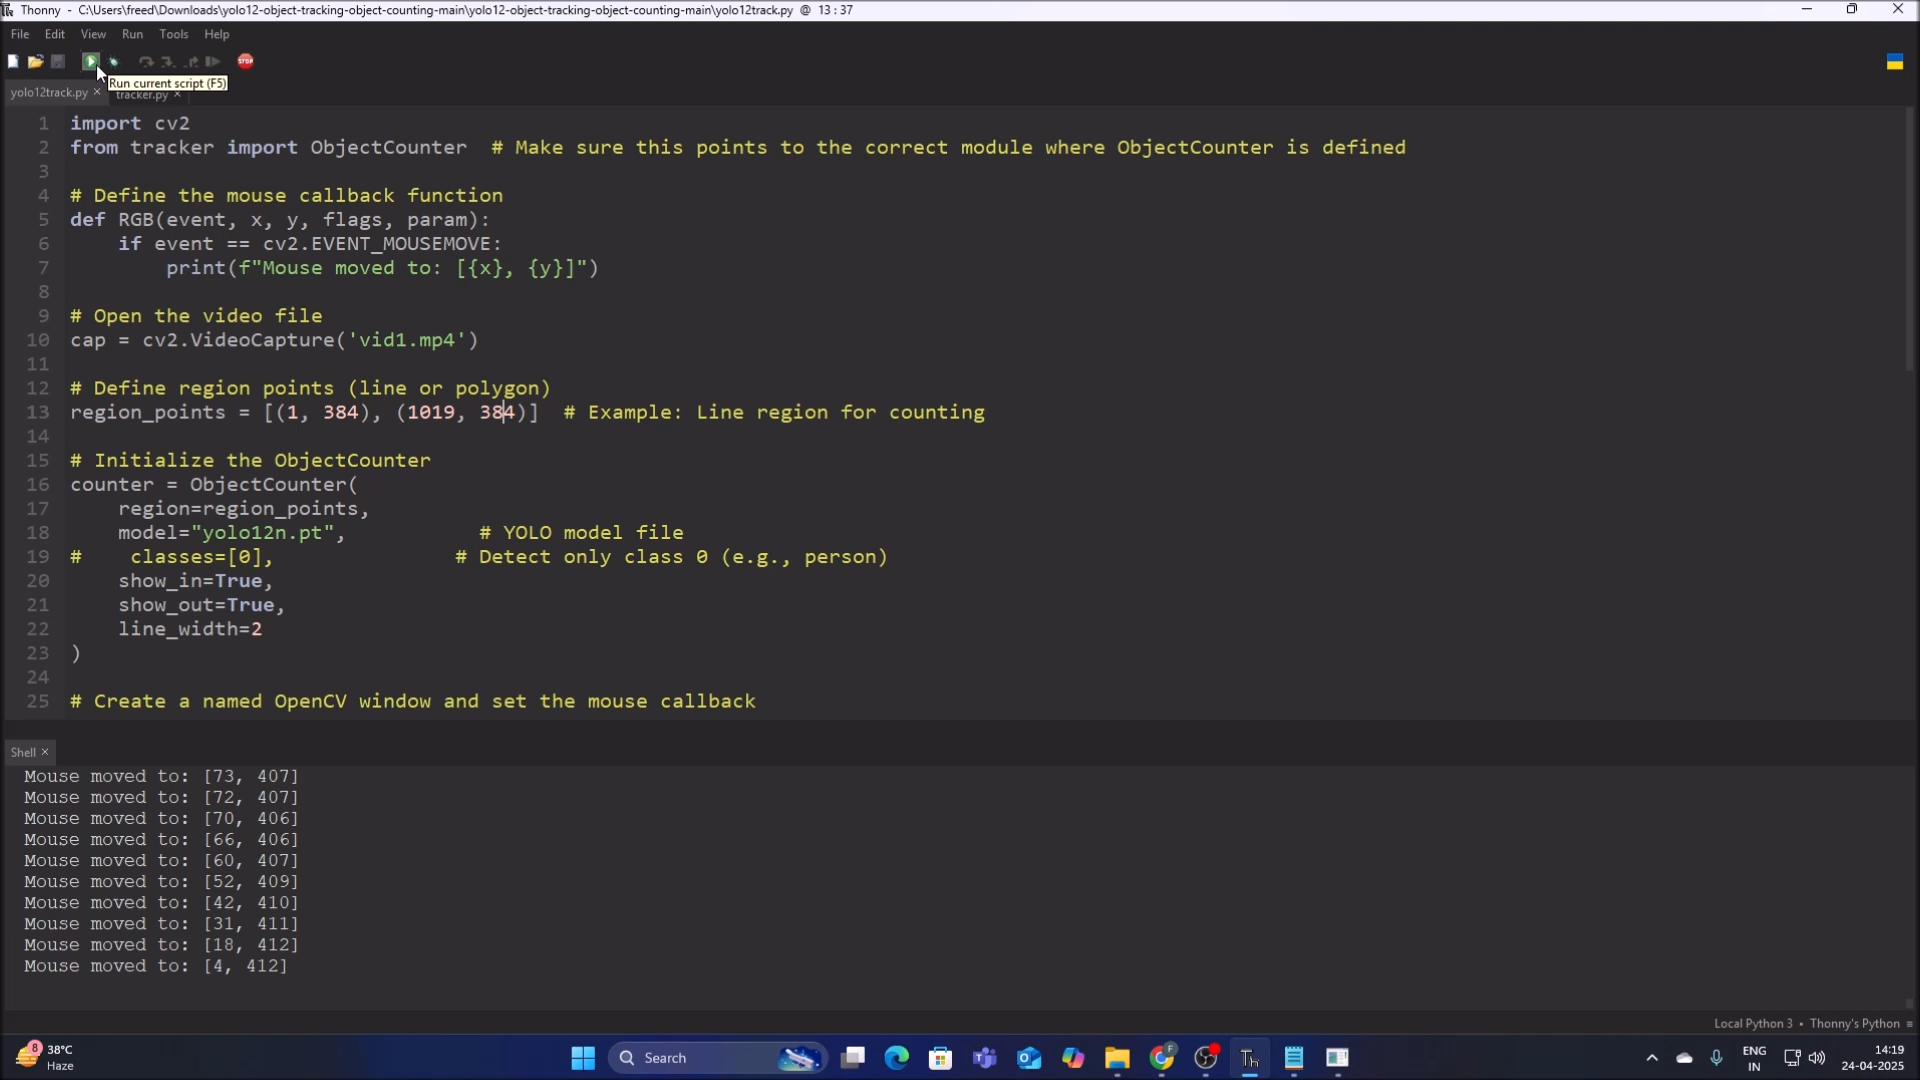 Thonny - C:\Users\freed\Downloads\yolo12-object-tracking-object-counting-main\yolo12-object-tracking-object-counting-main\yolo12track.py @ 13 : 37
File Edit View Run Tools Help
STOP
Run current script (F5)
yolo12track.py × tracker.py ×
1 import cv2
2 from tracker import ObjectCounter # Make sure this points to the correct module where ObjectCounter is defined
3
4 # Define the mouse callback function
5 def RGB(event, x, y, flags, param):
6 if event == cv2.EVENT_MOUSEMOVE:
7 print(f"Mouse moved to: [{x}, {y}]")
8
9 # Open the video file
10 cap = cv2.VideoCapture('vid1.mp4')
11
12 # Define region points (line or polygon)
13 region_points = [(1, 384), (1019, 384)] # Example: Line region for counting
14
15 # Initialize the ObjectCounter
16 counter = ObjectCounter(
17 region=region_points,
18 model="yolo12n.pt", # YOLO model file
19 # classes=[0], # Detect only class 0 (e.g., person)
20 show_in=True,
21 show_out=True,
22 line_width=2
23 )
24
25 # Create a named OpenCV window and set the mouse callback
Shell ×
Mouse moved to: [73, 407]
Mouse moved to: [72, 407]
Mouse moved to: [70, 406]
Mouse moved to: [66, 406]
Mouse moved to: [60, 407]
Mouse moved to: [52, 409]
Mouse moved to: [42, 410]
Mouse moved to: [31, 411]
Mouse moved to: [18, 412]
Mouse moved to: [4, 412]
Local Python 3 • Thonny's Python ≡
8 38°C
Haze
Search
F
Th
ENG
IN
14:19
24-04-2025